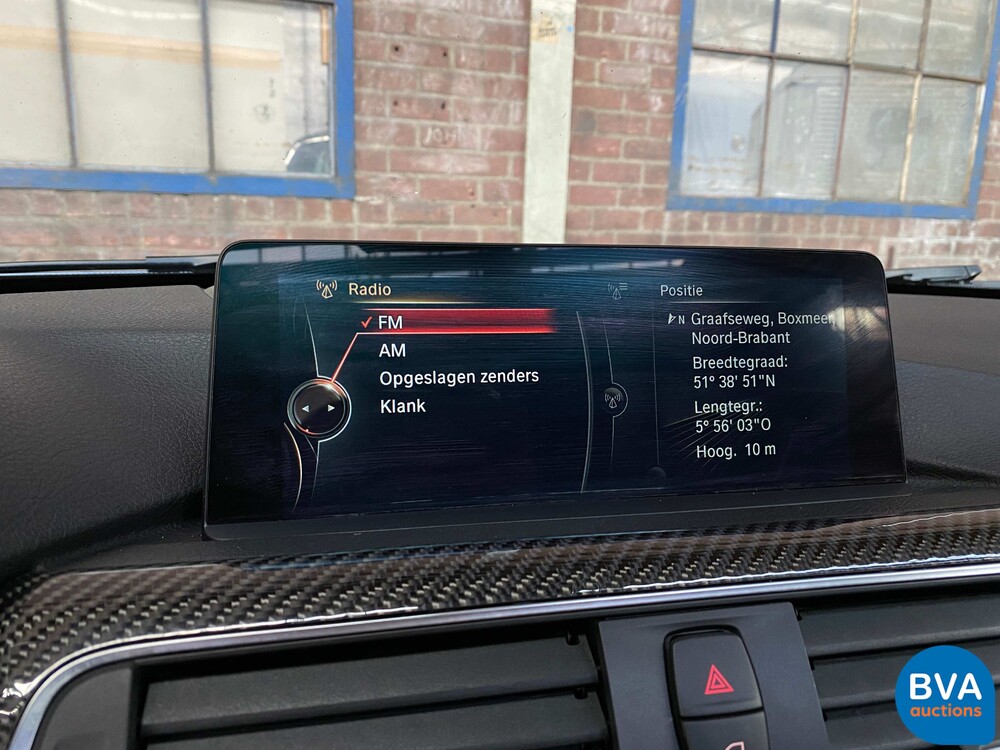 Radio
FM
AM
Opgeslagen zenders
Klank
Positie
N Graafseweg, Boxmeer,
Noord-Brabant
Breedtegraad:
51° 38' 51"N
Lengtegr.:
5° 56' 03"O
Hoog. 10 m
BVA
auctions